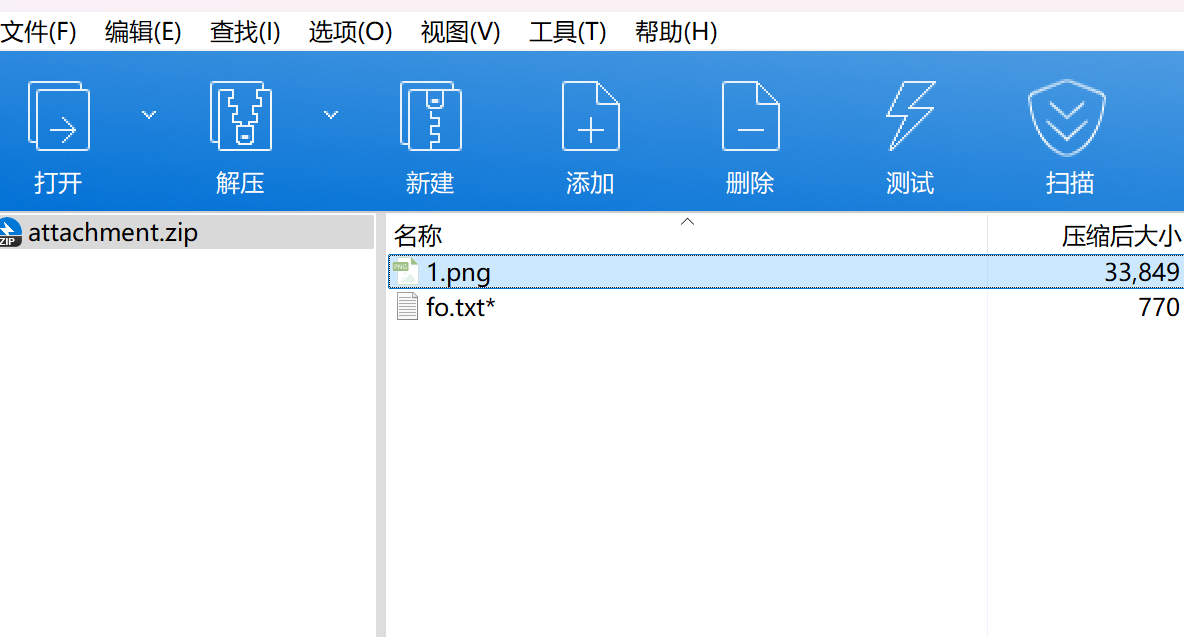 文件(F) 编辑(E) 查找(I) 选项(O) 视图(V) 工具(T) 帮助(H)
打开 解压 新建 添加 删除 测试 扫描
ZIP attachment.zip
名称 压缩后大小
PNG 1.png 33,849
fo.txt* 770